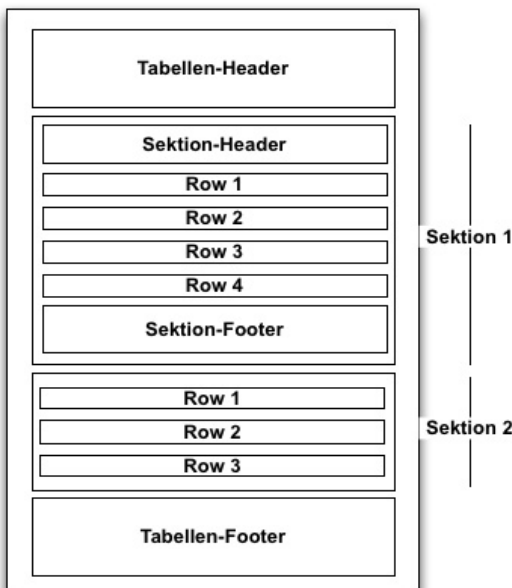 Tabellen-Header
Sektion-Header
Row 1
Row 2
Row 3
Row 4
Sektion-Footer
Sektion 1
Row 1
Row 2
Row 3
Sektion 2
Tabellen-Footer